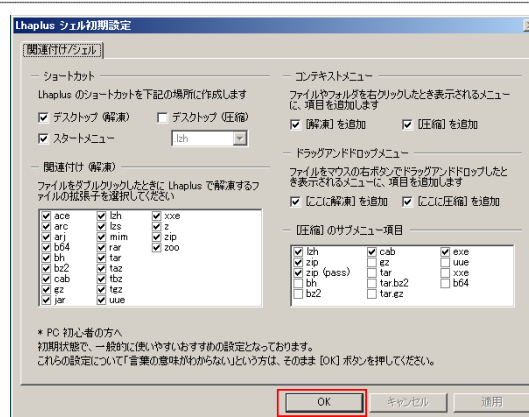 Lhaplus シェル初期設定
関連付け/シェル
ショートカット
Lhaplus のショートカットを下記の場所に作成します
デスクトップ (解凍)
デスクトップ (圧縮)
スタートメニュー
.lzh
関連付け (解凍)
ファイルをダブルクリックしたときに Lhaplus で解凍するフ
ァイルの拡張子を選択してください
ace lzh xxe
arc lzs z
arj mim zip
b64 rar zoo
bh tar
bz2 taz
cab tbz
gz tgz
jar uue
コンテキストメニュー
ファイルやフォルダを右クリックしたとき表示されるメニュー
に、項目を追加します
[解凍] を追加
[圧縮] を追加
ドラッグアンドドロップメニュー
ファイルをマウスの右ボタンでドラッグアンドドロップしたと
き表示されるメニューに、項目を追加します
[ここに解凍] を追加
[ここに圧縮] を追加
[圧縮] のサブメニュー項目
lzh cab exe
zip gz uue
zip (pass) tar xxe
bh tar.bz2 b64
bz2 tar.gz
* PC 初心者の方へ
初期状態で、一般的に使いやすいおすすめの設定となっております。
これらの設定について「言葉の意味がわからない」という方は、そのまま [OK] ボタンを押してください。
OK
キャンセル
適用